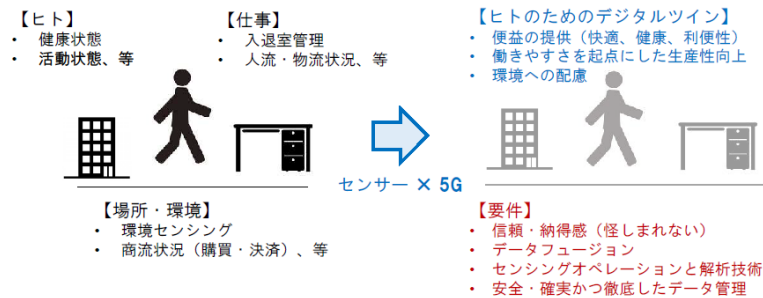 【ヒト】
• 健康状態
• 活動状態、等
【仕事】
• 入退室管理
• 人流・物流状況、等
【場所・環境】
• 環境センシング
• 商流状況（購買・決済）、等
センサー × 5G
【ヒトのためのデジタルツイン】
• 便益の提供（快適、健康、利便性）
• 働きやすさを起点にした生産性向上
• 環境への配慮
【要件】
• 信頼・納得感（怪しまれない）
• データフュージョン
• センシングオペレーションと解析技術
• 安全・確実かつ徹底したデータ管理